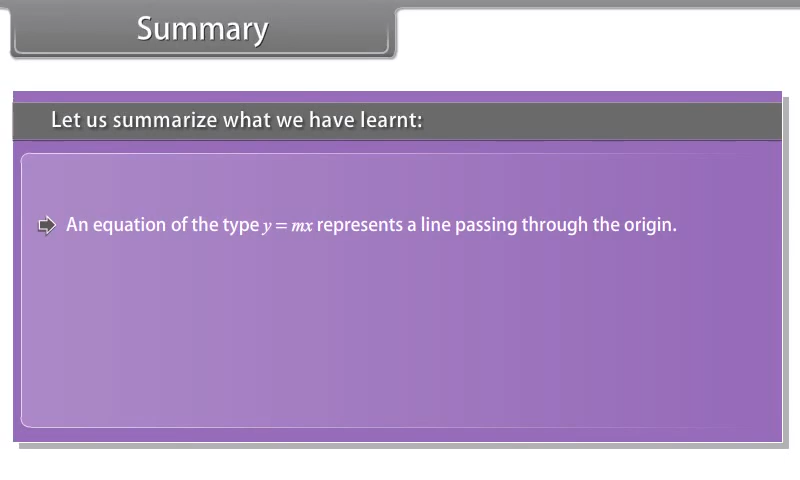 Summary
Let us summarize what we have learnt:
An equation of the type y = mx represents a line passing through the origin.